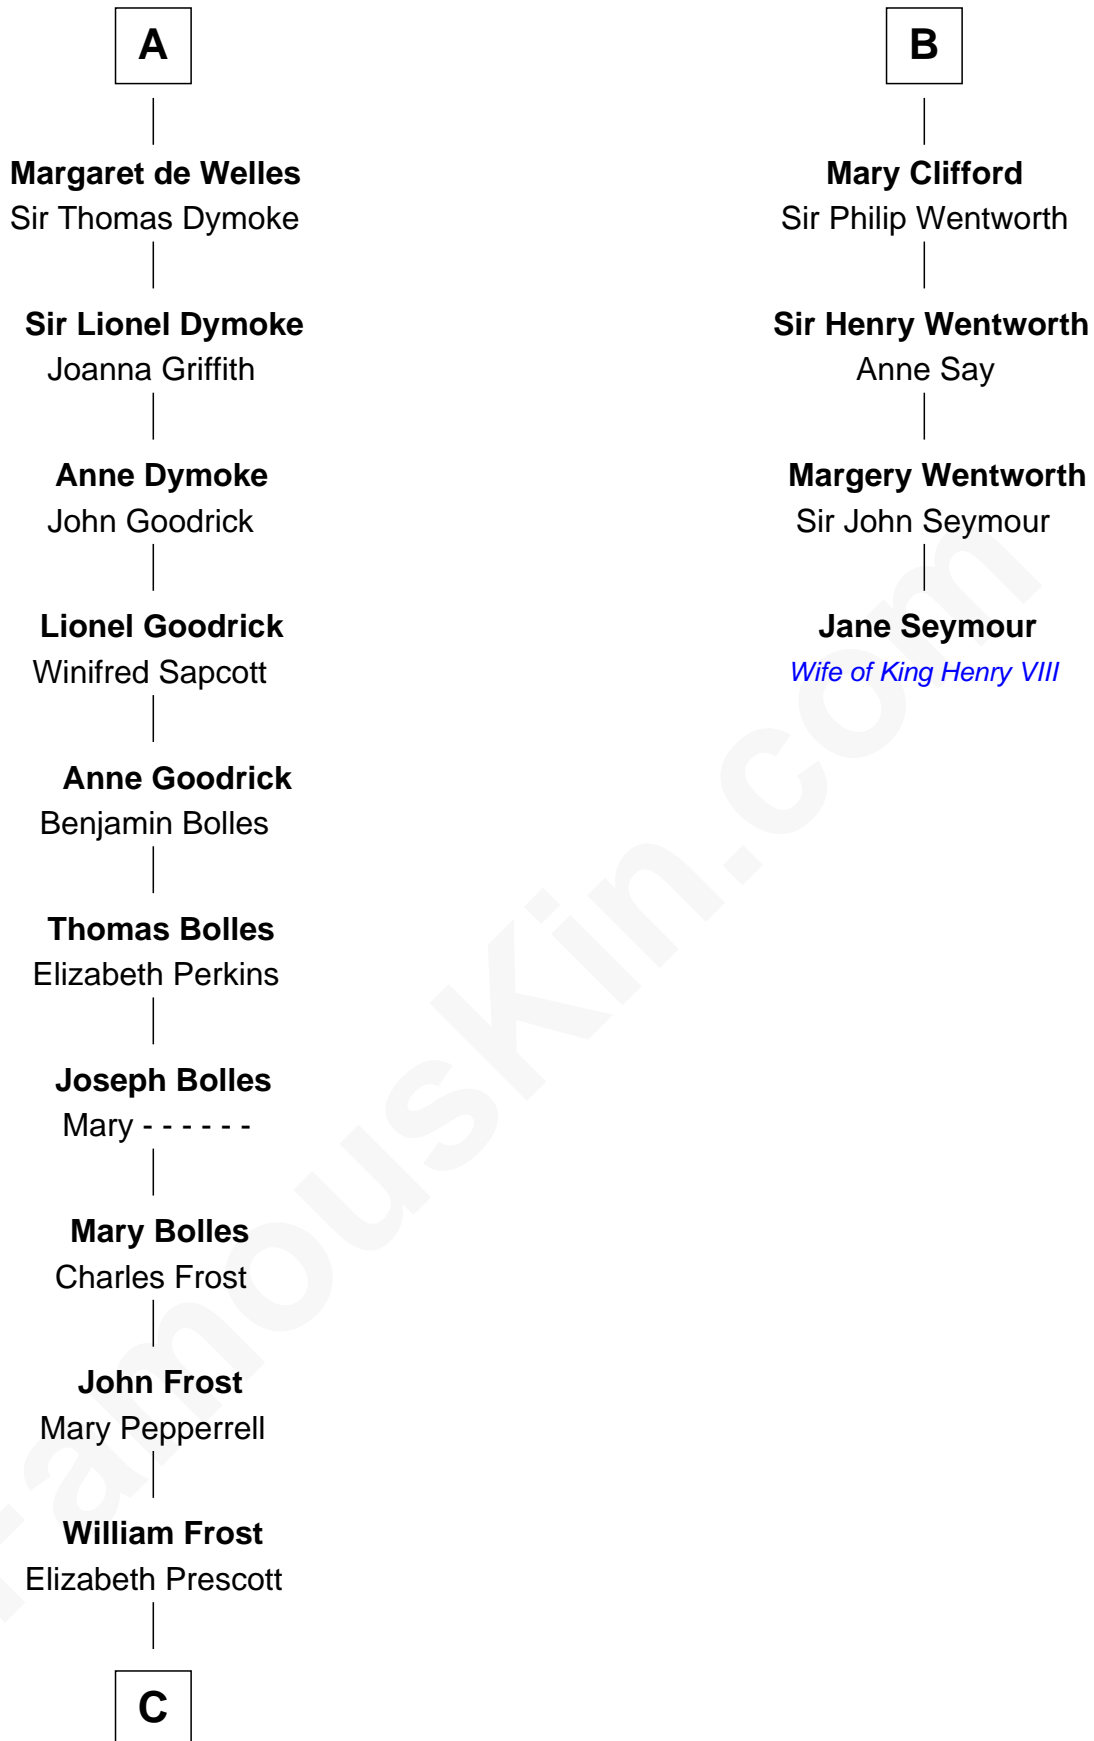 A
Margaret de Welles
Sir Thomas Dymoke
Sir Lionel Dymoke
Joanna Griffith
Anne Dymoke
John Goodrick
Lionel Goodrick
Winifred Sapcott
Anne Goodrick
Benjamin Bolles
Thomas Bolles
Elizabeth Perkins
Joseph Bolles
Mary - - - - - -
Mary Bolles
Charles Frost
John Frost
Mary Pepperrell
William Frost
Elizabeth Prescott
C
B
Mary Clifford
Sir Philip Wentworth
Sir Henry Wentworth
Anne Say
Margery Wentworth
Sir John Seymour
Jane Seymour
Wife of King Henry VIII
FamousKin.com